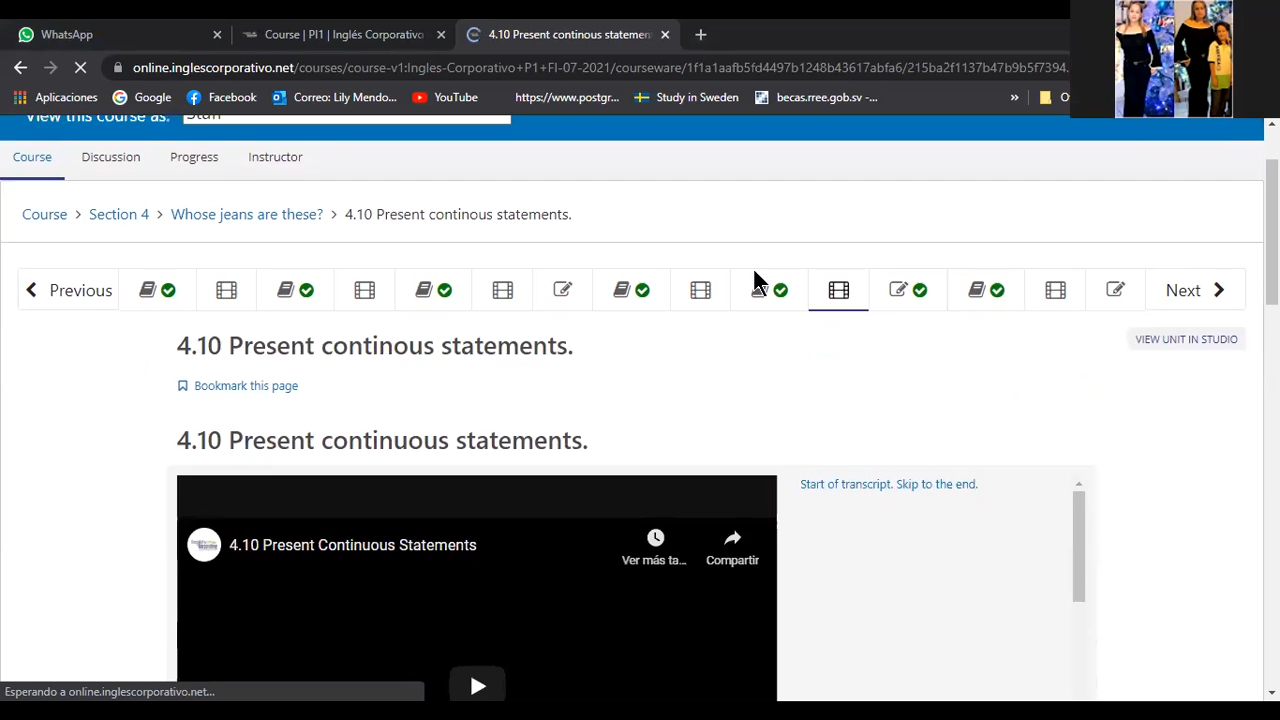 WhatsApp
Course | PI1 | Inglés Corporativo
4.10 Present continous statemen
online.inglescorporativo.net/courses/course-v1:Ingles-Corporativo+P1+FI-07-2021/courseware/1f1a1aafb5fd4497b1248b43617abfa6/215ba2f1137b47b9b5f7394...
Aplicaciones
Google
Facebook
Correo: Lily Mendo...
YouTube
https://www.postgr...
Study in Sweden
becas.rree.gob.sv -...
»
View this course as:
Staff
Course
Discussion
Progress
Instructor
Course > Section 4 > Whose jeans are these? > 4.10 Present continous statements.
Previous
Next
4.10 Present continous statements.
VIEW UNIT IN STUDIO
Bookmark this page
4.10 Present continuous statements.
Start of transcript. Skip to the end.
4.10 Present Continuous Statements
Ver más ta...
Compartir
Esperando a online.inglescorporativo.net...